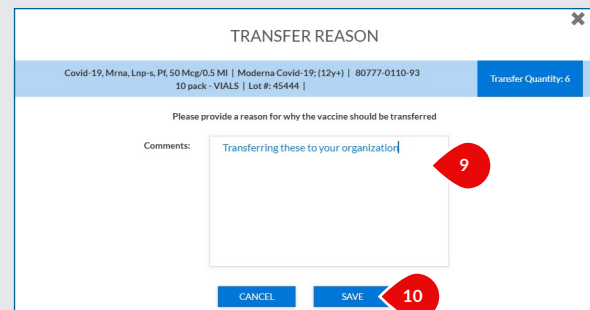 TRANSFER REASON
Covid-19, Mrna, Lnp-s, Pf, 50 Mcg/0.5 Ml | Moderna Covid-19; (12y+) | 80777-0110-93
10 pack - VIALS | Lot #: 45444 |
Transfer Quantity: 6
Please provide a reason for why the vaccine should be transferred
Comments:
Transferring these to your organization
9
CANCEL
SAVE
10